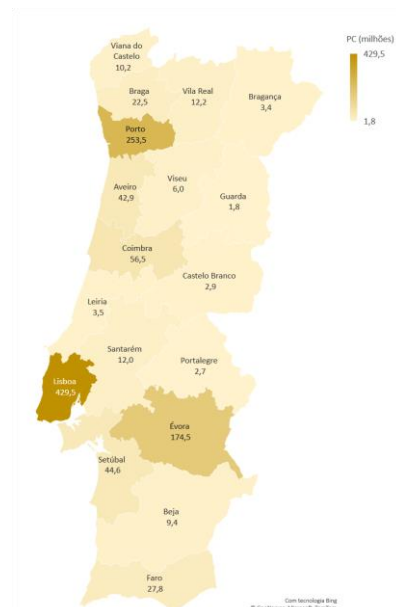 PC (milhões)
429,5
1,8
Viana do
Castelo
10,2
Braga
22,5
Vila Real
12,2
Bragança
3,4
Porto
253,5
Viseu
6,0
Aveiro
42,9
Guarda
1,8
Coimbra
56,5
Castelo Branco
2,9
Leiria
3,5
Santarém
12,0
Portalegre
2,7
Lisboa
429,5
Évora
174,5
Setúbal
44,6
Beja
9,4
Faro
27,8
Com tecnologia Bing